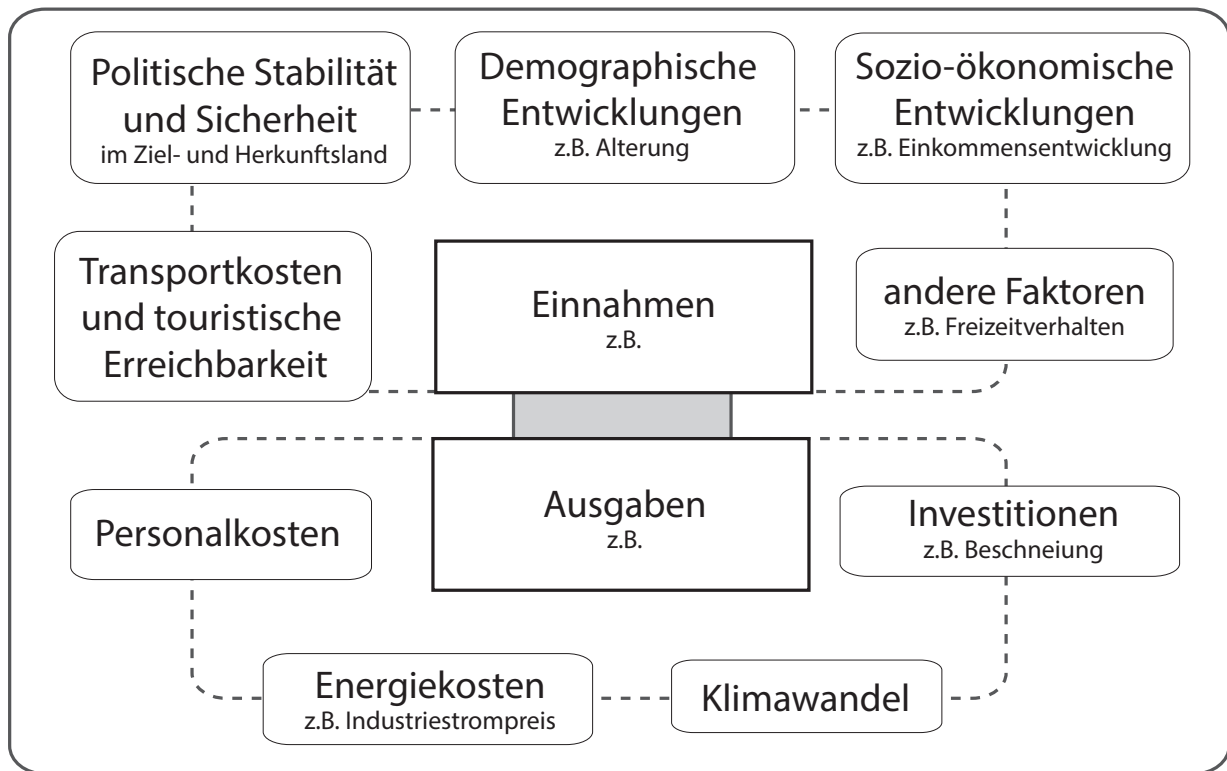 Politische Stabilität
und Sicherheit
im Ziel- und Herkunftsland
Demographische
Entwicklungen
z.B. Alterung
Sozio-ökonomische
Entwicklungen
z.B. Einkommensentwicklung
Transportkosten
und touristische
Erreichbarkeit
Einnahmen
z.B.
andere Faktoren
z.B. Freizeitverhalten
Personalkosten
Ausgaben
z.B.
Investitionen
z.B. Beschneiung
Energiekosten
z.B. Industriestrompreis
Klimawandel